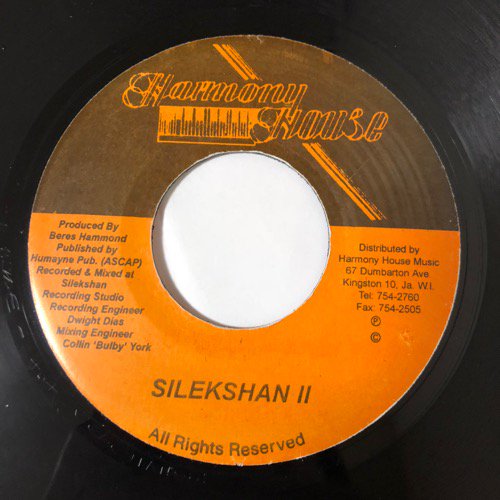 Harmony
House
Produced By
Beres Hammond
Published by
Humayne Pub. (ASCAP)
Recorded & Mixed at
Silekshan
Recording Studio
Recording Engineer
Dwight Dias
Mixing Engineer
Collin 'Bulby' York
Distributed by
Harmony House Music
67 Dumbarton Ave
Kingston 10, Ja. W.I.
Tel: 754-2760
Fax: 754-2505
℗
©
SILEKSHAN II
All Rights Reserved